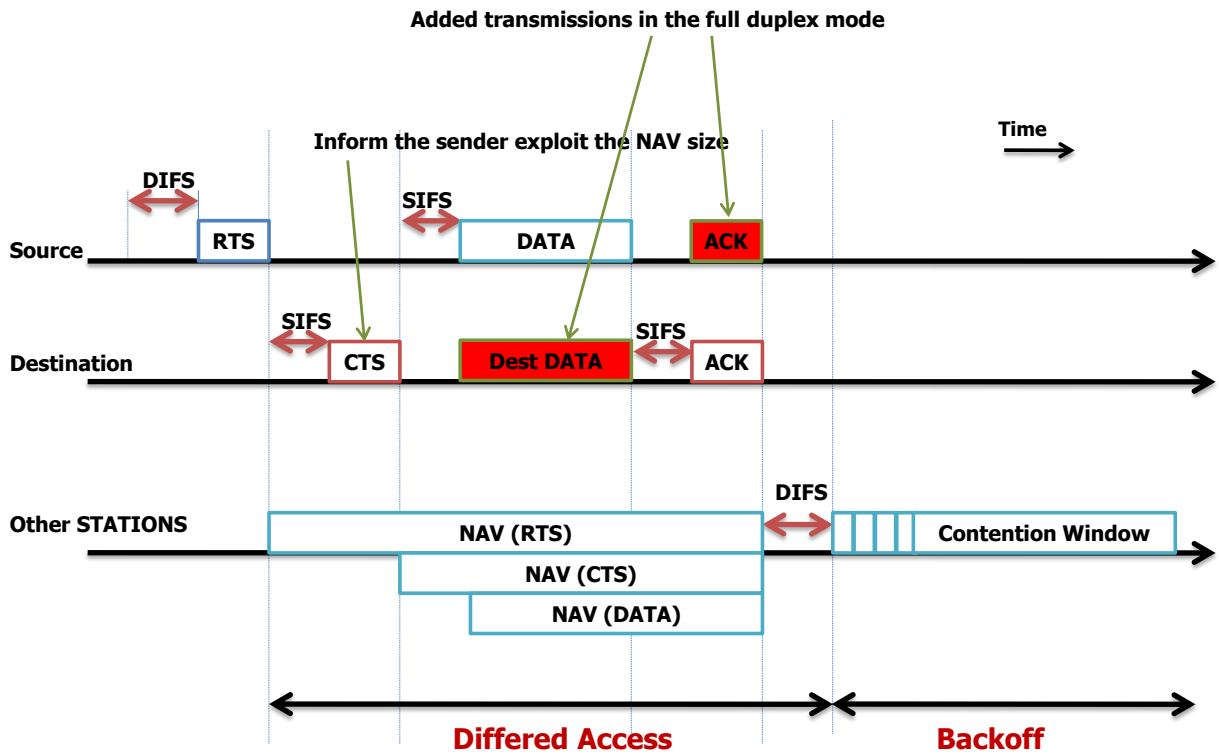 Added transmissions in the full duplex mode
Time
Inform the sender exploit the NAV size
DIFS
SIFS
RTS
DATA
ACK
Source
SIFS
SIFS
CTS
Dest DATA
ACK
Destination
DIFS
Other STATIONS
NAV (RTS)
Contention Window
NAV (CTS)
NAV (DATA)
Differed Access
Backoff